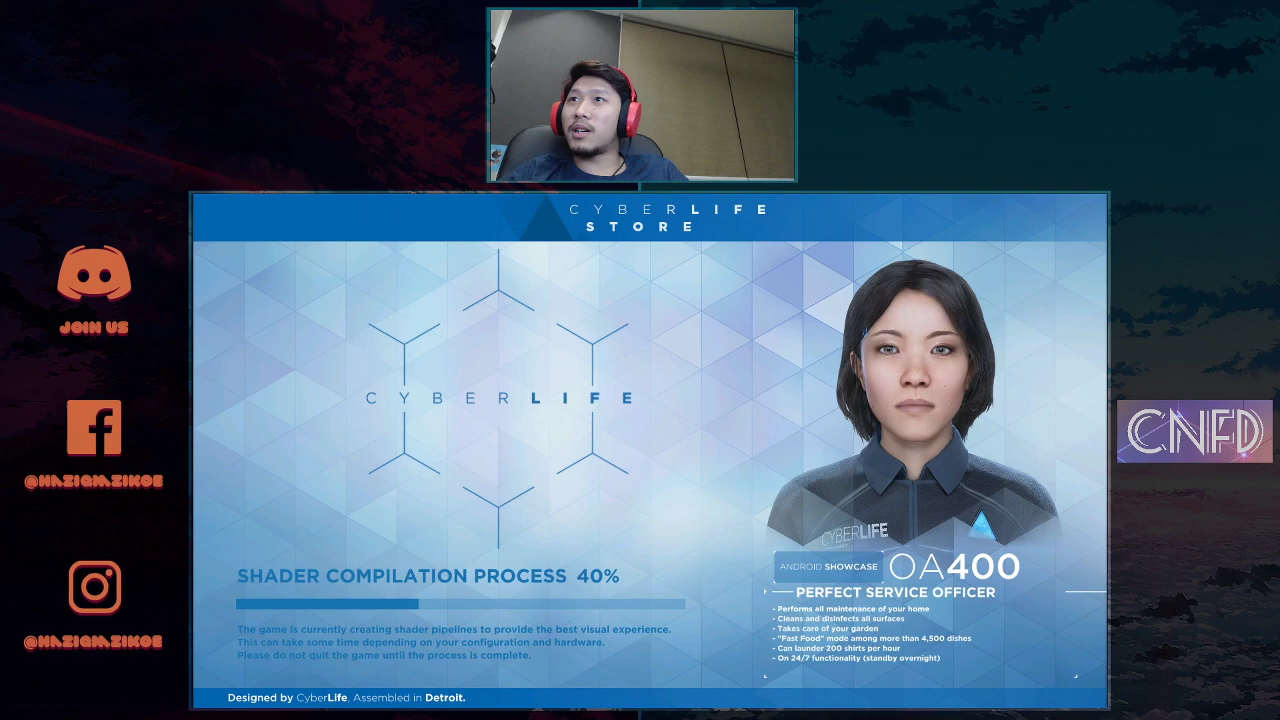 CYBERLIFE
STORE
JOIN US
@HAZIQMZIKOE
@HAZIQMZIKOE
CNFD
CYBERLIFE
CYBERLIFE
SHADER COMPILATION PROCESS 40%
The game is currently creating shader pipelines to provide the best visual experience.
This can take some time depending on your configuration and hardware.
Please do not quit the game until the process is complete.
ANDROID SHOWCASE OA400
PERFECT SERVICE OFFICER
- Performs all maintenance of your home
- Cleans and disinfects all surfaces
- Takes care of your garden
- "Fast Food" mode among more than 4,500 dishes
- Can launder 200 shirts per hour
- On 24/7 functionality (standby overnight)
Designed by CyberLife, Assembled in Detroit.